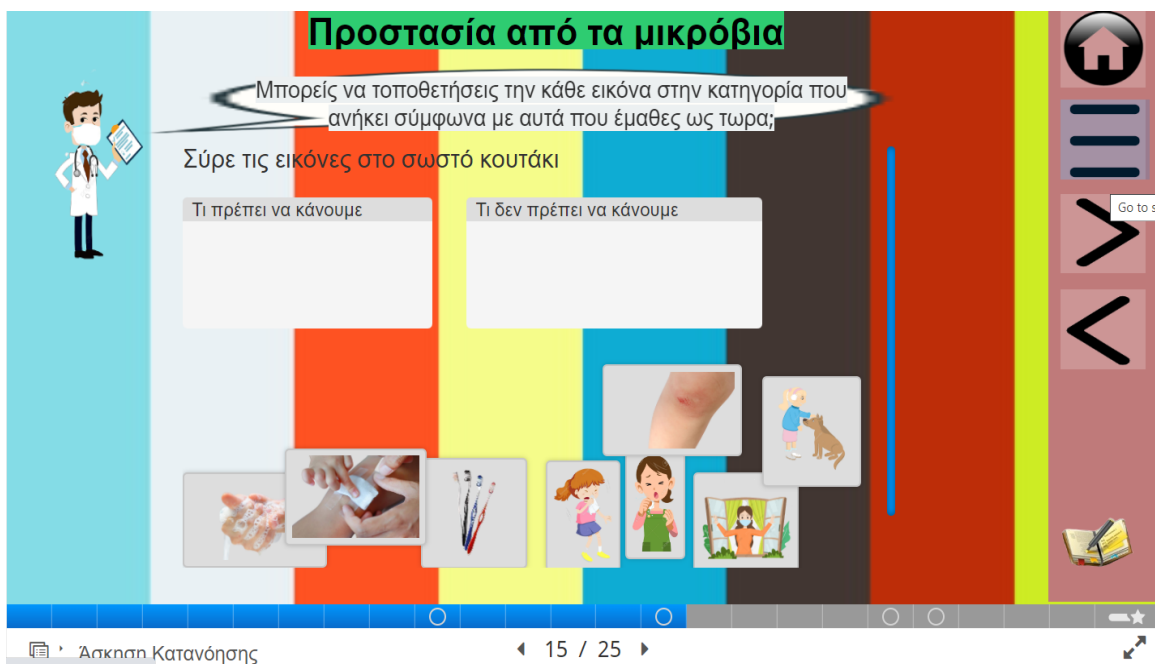 Προστασία από τα μικρόβια
Μπορείς να τοποθετήσεις την κάθε εικόνα στην κατηγορία που
ανήκει σύμφωνα με αυτά που έμαθες ως τωρα;
Σύρε τις εικόνες στο σωστό κουτάκι
Τι πρέπει να κάνουμε
Τι δεν πρέπει να κάνουμε
Go to s
Άσκηση Κατανόησης
15 / 25